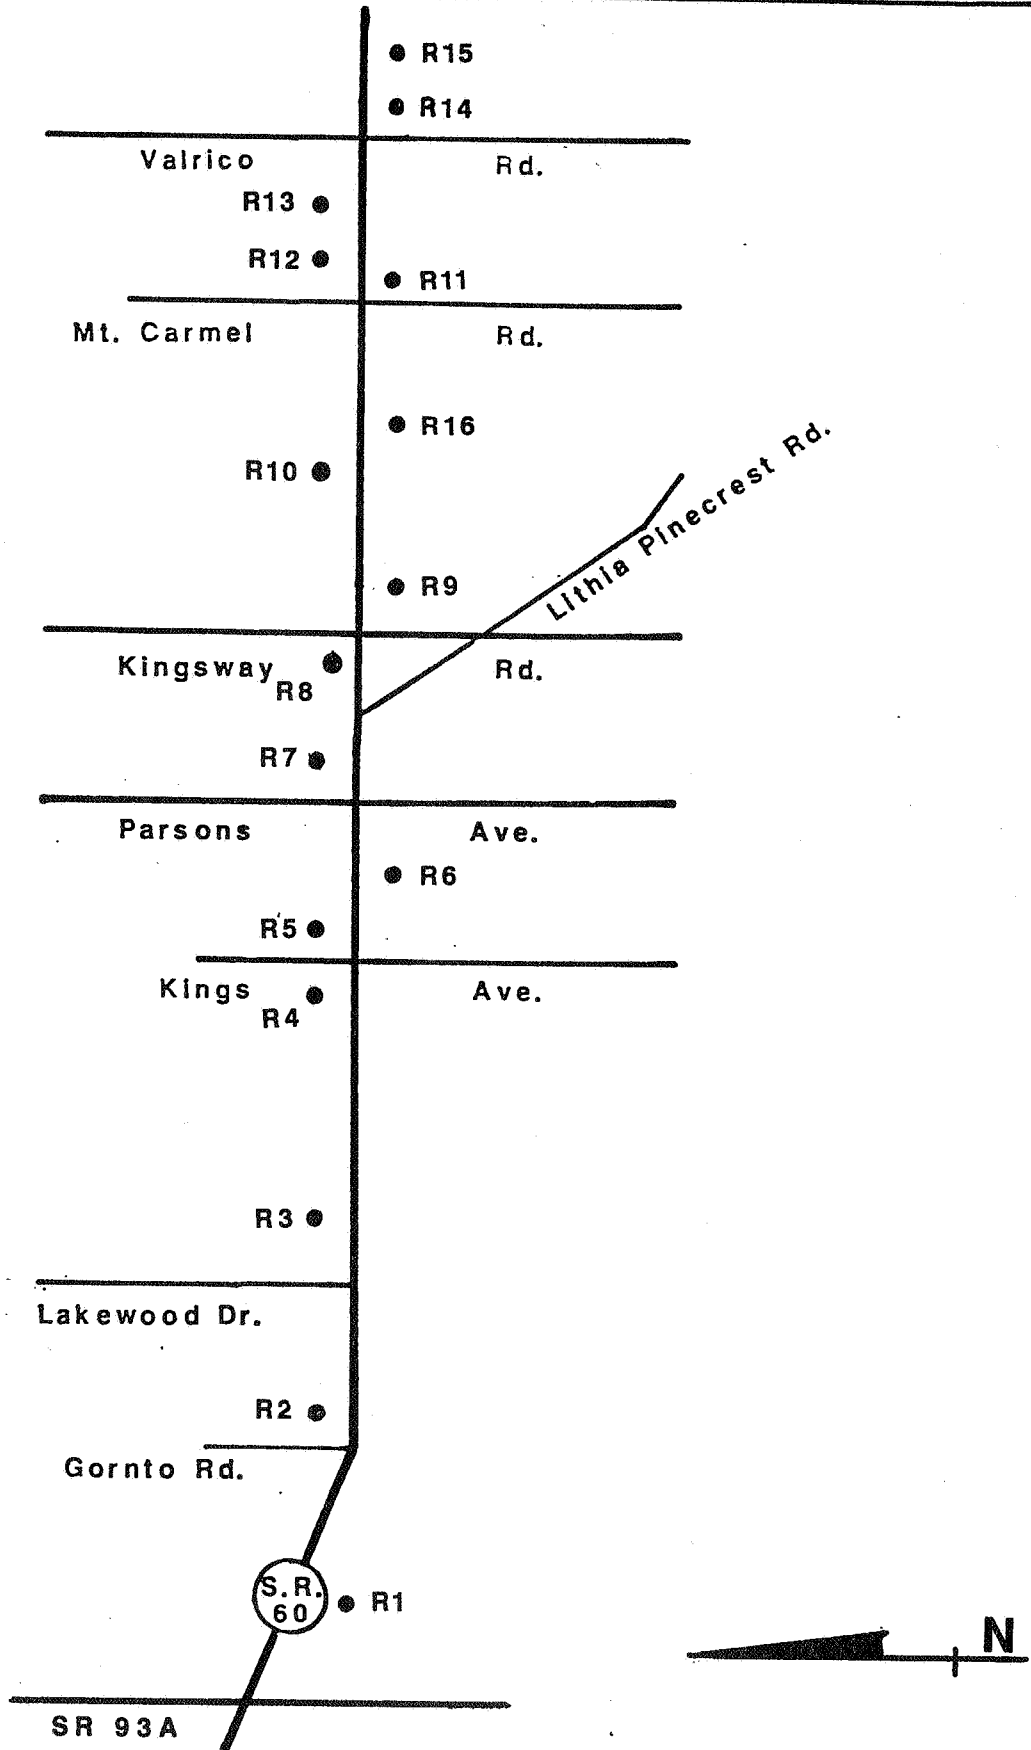 R15
R14
Valrico Rd.
R13
R12
R11
Mt. Carmel Rd.
R16
R10
Lithia Pinecrest Rd.
R9
Kingsway Rd.
R8
R7
Parsons Ave.
R6
R5
Kings Ave.
R4
R3
Lakewood Dr.
R2
Gornto Rd.
S.R.
60
R1
N
SR 93A